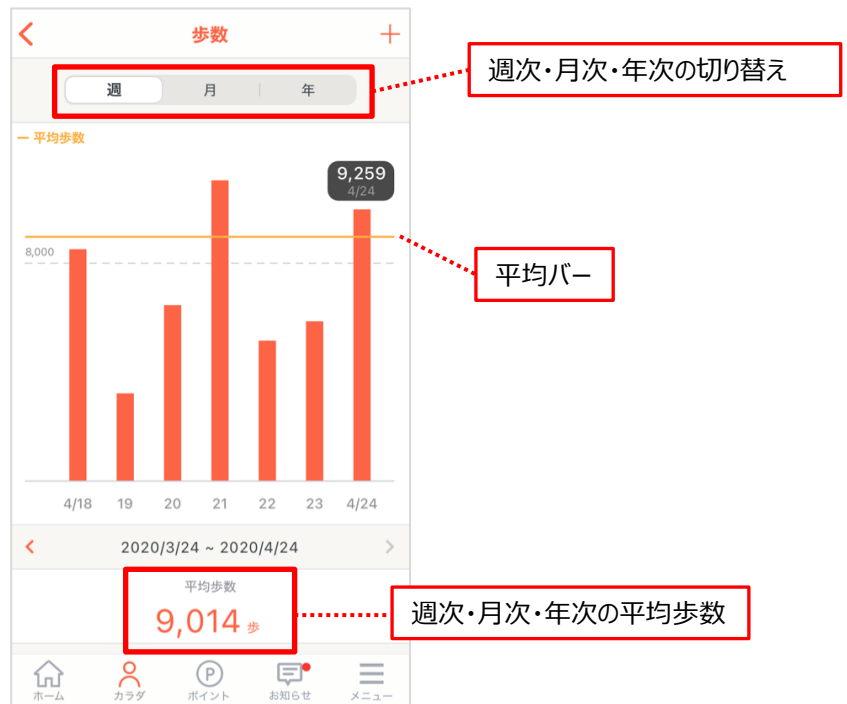 歩数
週 月 年
週次・月次・年次の切り替え
平均歩数
9,259
4/24
8,000
平均バー
4/18 19 20 21 22 23 4/24
2020/3/24 ~ 2020/4/24
平均歩数
9,014 歩
週次・月次・年次の平均歩数
P
ホーム カラダ ポイント お知らせ メニュー